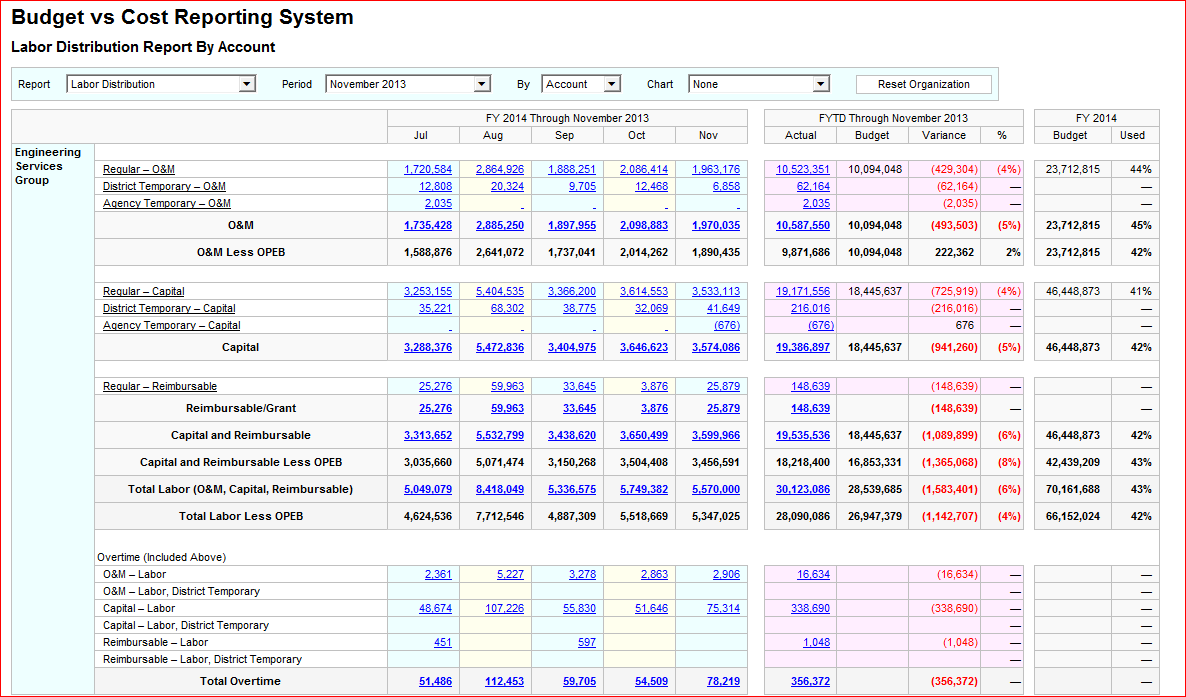 Budget vs Cost Reporting System
Labor Distribution Report By Account
Report Labor Distribution Period November 2013 By Account Chart None Reset Organization
FY 2014 Through November 2013 FYTD Through November 2013 FY 2014
Jul Aug Sep Oct Nov Actual Budget Variance % Budget Used
Engineering
Services
Group
Regular – O&M 1,720,584 2,864,926 1,888,251 2,086,414 1,963,176 10,523,351 10,094,048 (429,304) (4%) 23,712,815 44%
District Temporary – O&M 12,808 20,324 9,705 12,468 6,858 62,164 (62,164) — —
Agency Temporary – O&M 2,035 - - - - 2,035 (2,035) — —
O&M 1,735,428 2,885,250 1,897,955 2,098,883 1,970,035 10,587,550 10,094,048 (493,503) (5%) 23,712,815 45%
O&M Less OPEB 1,588,876 2,641,072 1,737,041 2,014,262 1,890,435 9,871,686 10,094,048 222,362 2% 23,712,815 42%
Regular – Capital 3,253,155 5,404,535 3,366,200 3,614,553 3,533,113 19,171,556 18,445,637 (725,919) (4%) 46,448,873 41%
District Temporary – Capital 35,221 68,302 38,775 32,069 41,649 216,016 (216,016) — —
Agency Temporary – Capital - - - - (676) (676) 676 — —
Capital 3,288,376 5,472,836 3,404,975 3,646,623 3,574,086 19,386,897 18,445,637 (941,260) (5%) 46,448,873 42%
Regular – Reimbursable 25,276 59,963 33,645 3,876 25,879 148,639 (148,639) — —
Reimbursable/Grant 25,276 59,963 33,645 3,876 25,879 148,639 (148,639) — —
Capital and Reimbursable 3,313,652 5,532,799 3,438,620 3,650,499 3,599,966 19,535,536 18,445,637 (1,089,899) (6%) 46,448,873 42%
Capital and Reimbursable Less OPEB 3,035,660 5,071,474 3,150,268 3,504,408 3,456,591 18,218,400 16,853,331 (1,365,068) (8%) 42,439,209 43%
Total Labor (O&M, Capital, Reimbursable) 5,049,079 8,418,049 5,336,575 5,749,382 5,570,000 30,123,086 28,539,685 (1,583,401) (6%) 70,161,688 43%
Total Labor Less OPEB 4,624,536 7,712,546 4,887,309 5,518,669 5,347,025 28,090,086 26,947,379 (1,142,707) (4%) 66,152,024 42%
Overtime (Included Above)
O&M – Labor 2,361 5,227 3,278 2,863 2,906 16,634 (16,634) — —
O&M – Labor, District Temporary — —
Capital – Labor 48,674 107,226 55,830 51,646 75,314 338,690 (338,690) — —
Capital – Labor, District Temporary — —
Reimbursable – Labor 451 597 1,048 (1,048) — —
Reimbursable – Labor, District Temporary — —
Total Overtime 51,486 112,453 59,705 54,509 78,219 356,372 (356,372) — —